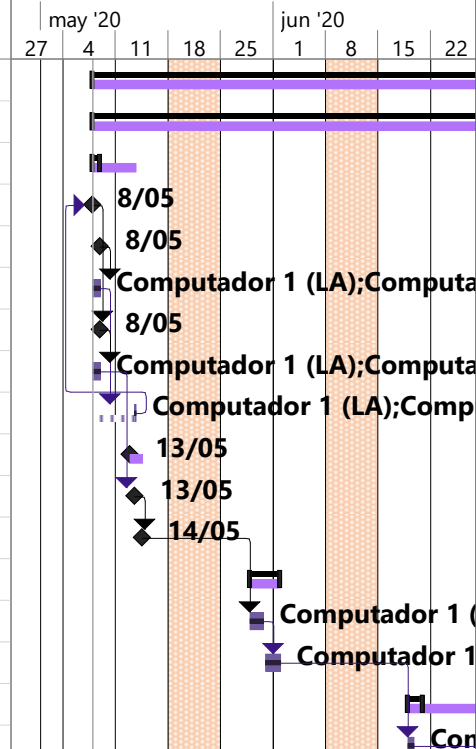 may '20 jun '20
27 4 11 18 25 1 8 15 22
8/05
8/05
Computador 1 (LA);Computa
8/05
Computador 1 (LA);Computa
Computador 1 (LA);Comp
13/05
13/05
14/05
Computador 1 (
Computador 1
Con